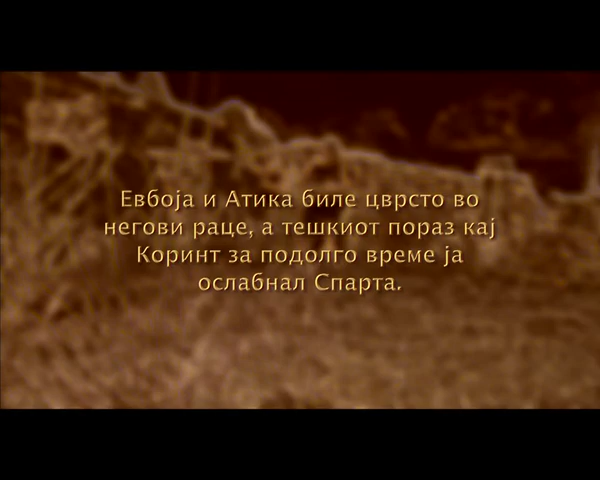 Евбоја и Атика биле цврсто во
негови раце, а тешкиот пораз кај
Коринт за подолго време ја
ослабнал Спарта.